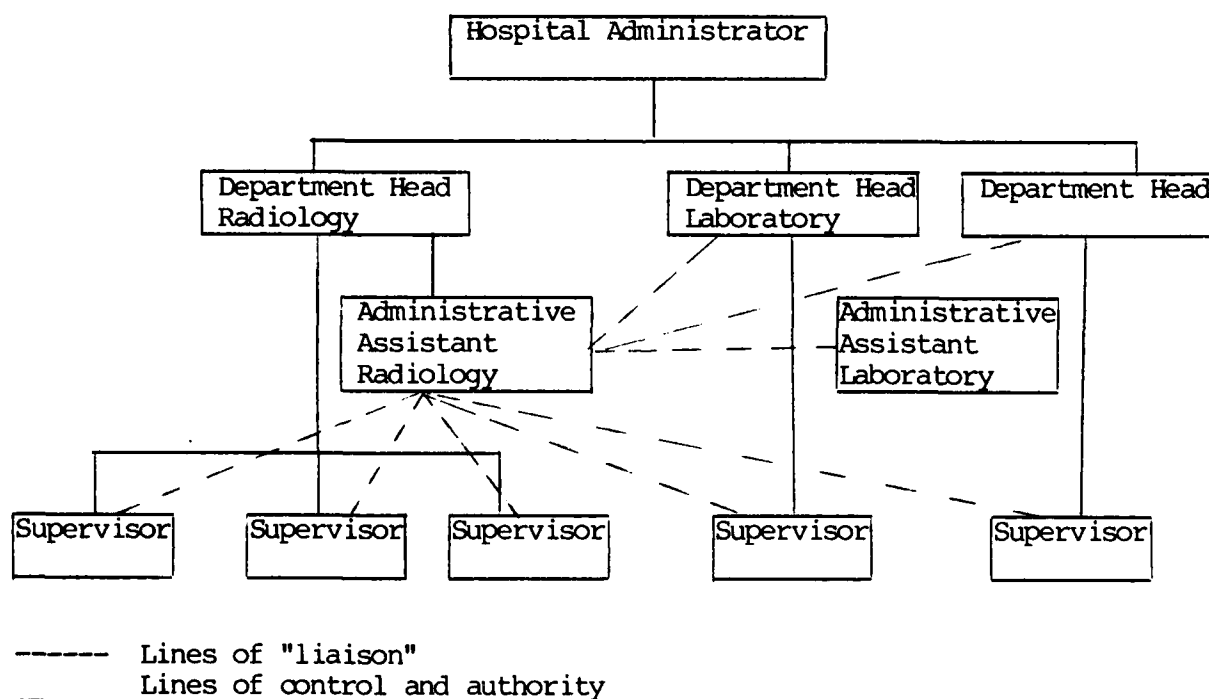 Hospital Administrator
Department Head
Radiology
Department Head
Laboratory
Department Head
Administrative
Assistant
Radiology
Administrative
Assistant
Laboratory
Supervisor
Supervisor
Supervisor
Supervisor
Supervisor
Lines of "liaison"
Lines of control and authority